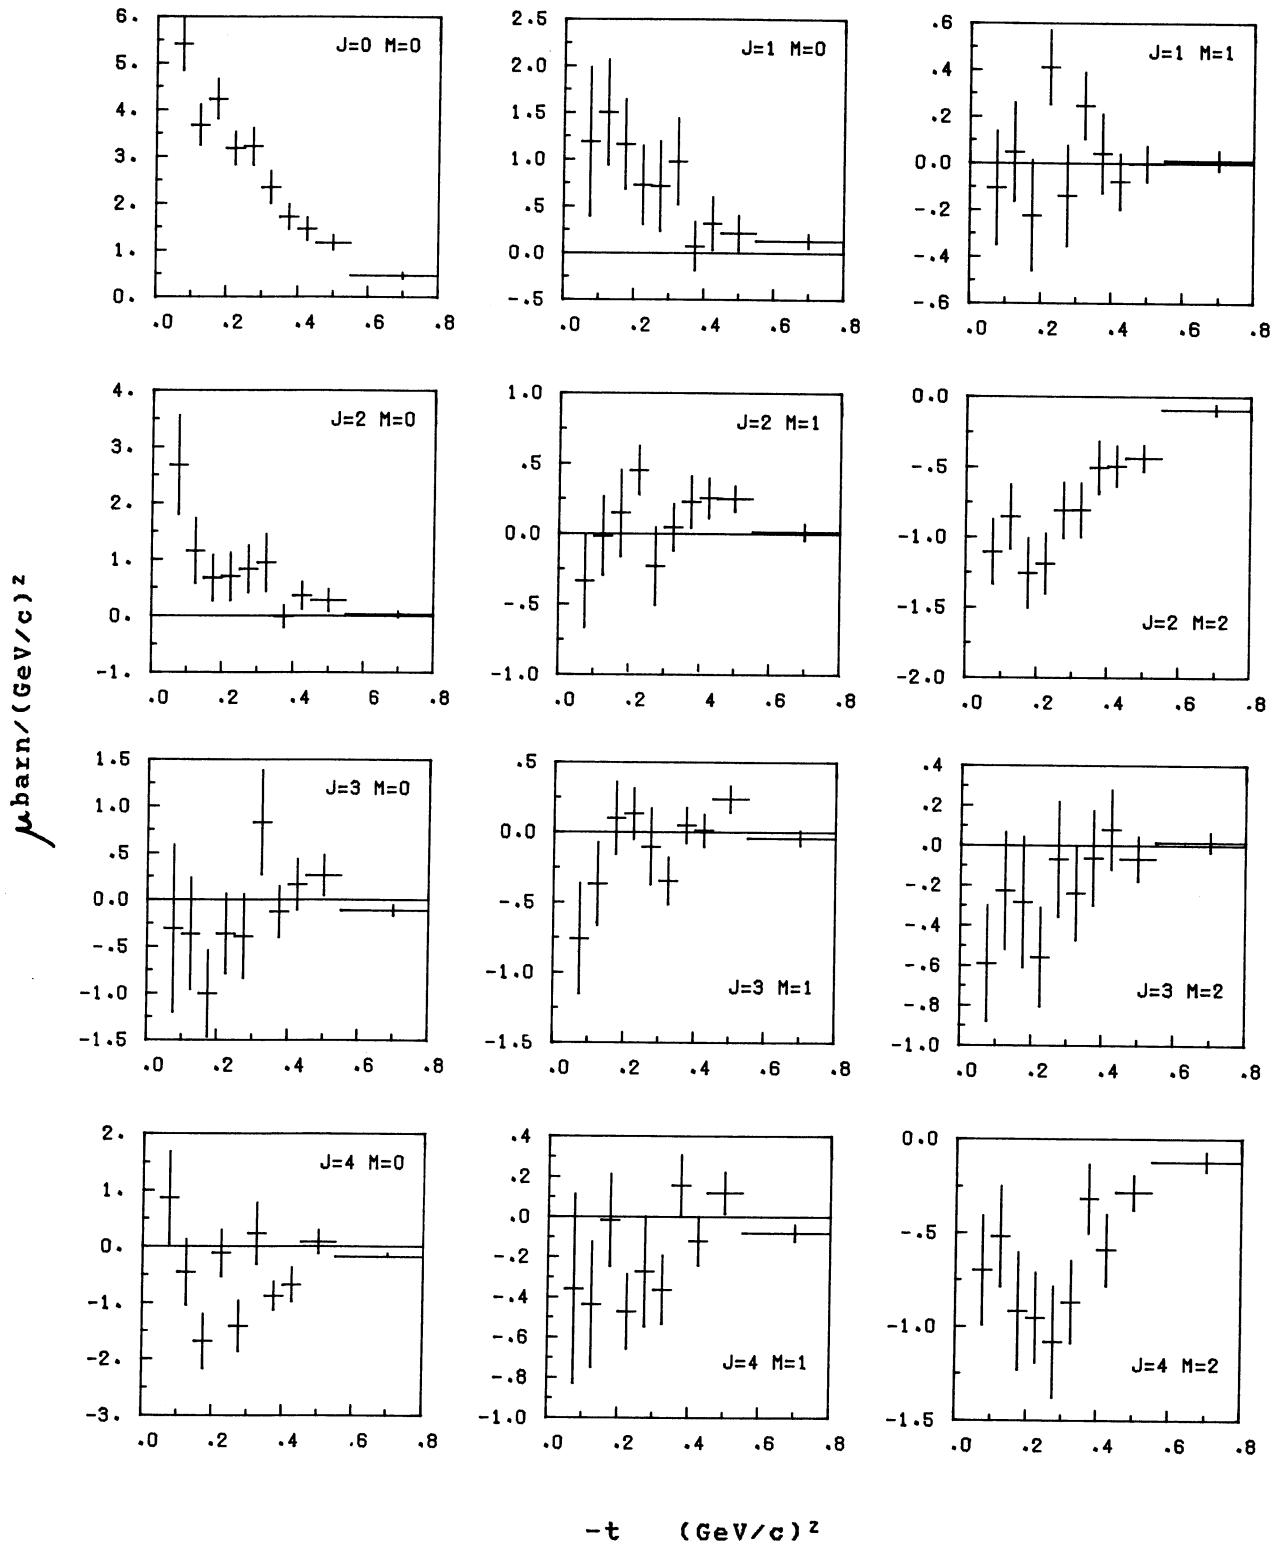 μbarn/(GeV/c)²
J=0 M=0
6.
5.
4.
3.
2.
1.
0.
.0 .2 .4 .6 .8
J=1 M=0
2.5
2.0
1.5
1.0
.5
0.0
-.5
.0 .2 .4 .6 .8
J=1 M=1
.6
.4
.2
0.0
-.2
-.4
-.6
.0 .2 .4 .6 .8
J=2 M=0
4.
3.
2.
1.
0.
-1.
.0 .2 .4 6 .8
J=2 M=1
1.0
.5
0.0
-.5
-1.0
.0 .2 .4 .6 .8
0.0
-.5
-1.0
-1.5
-2.0
J=2 M=2
.0 .2 .4 .6 .8
J=3 M=0
1.5
1.0
.5
0.0
-.5
-1.0
-1.5
.0 .2 .4 .6 .8
.5
0.0
-.5
-1.0
-1.5
J=3 M=1
.0 .2 .4 .6 .8
.4
.2
.0
-.2
-.4
-.6
-.8
-1.0
J=3 M=2
.0 .2 .4 .6 .8
J=4 M=0
2.
1.
0.
-1.
-2.
-3.
.0 .2 .4 .6 .8
.4
.2
.0
-.2
-.4
-.6
-.8
-1.0
J=4 M=1
.0 .2 .4 .6 .8
0.0
-.5
-1.0
-1.5
J=4 M=2
.0 .2 .4 .6 .8
-t (GeV/c)²